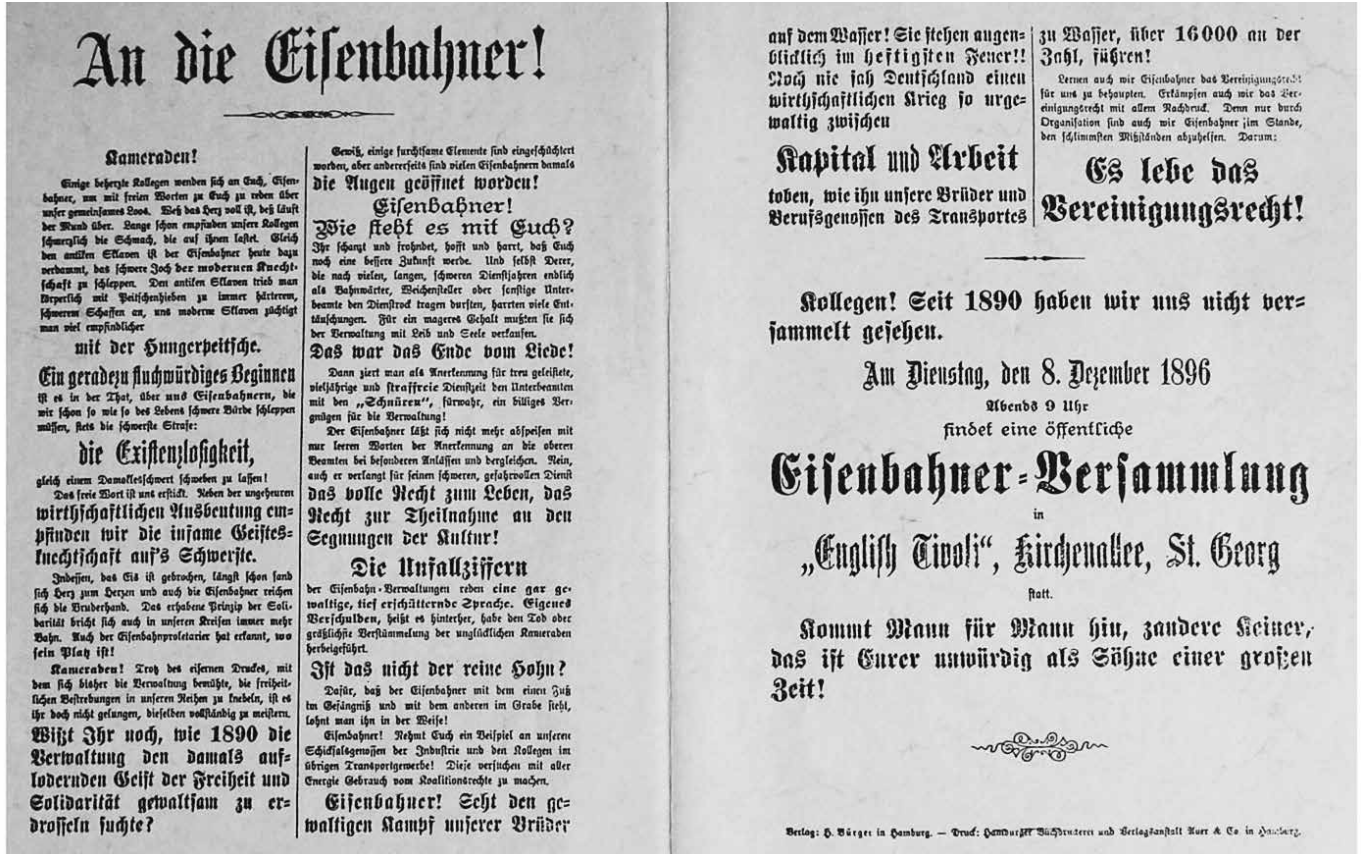 An die Eisenbahner!
Kameraden!
Einige beherzte Kollegen wenden sich an Euch, Eisen-
bahner, um mit freien Worten zu Euch zu reden über
unser gemeinsames Loos. Weß das Herz voll ist, deß läuft
der Mund über. Lange schon empfinden unsere Kollegen
schmerzlich die Schmach, die auf ihnen lastet. Gleich
den antiken Sklaven ist der Eisenbahner heute dazu
verdammt, das schwere Joch der modernen Knecht-
schaft zu schleppen. Den antiken Sklaven trieb man
körperlich mit Peitschenhieben zu immer härterem,
schwerem Schaffen an, uns moderne Sklaven züchtigt
man viel empfindlicher
mit der Hungerpeitsche.
Ein geradezu fluchwürdiges Beginnen
ist es in der That, über uns Eisenbahnern, die
wir schon so wie so des Lebens schwere Bürde schleppen
müssen, stets die schwerste Strafe:
die Existenzlosigkeit,
gleich einem Damoklesschwert schweben zu lassen!
Das freie Wort ist uns erstickt. Neben der ungeheuren
wirthschaftlichen Ausbeutung em-
pfinden wir die infame Geistes-
knechtschaft auf's Schwerste.
Indessen, das Eis ist gebrochen, längst schon fand
sich Herz zum Herzen und auch die Eisenbahner reichen
sich die Bruderhand. Das erhabene Prinzip der Soli-
darität bricht sich auch in unseren Kreisen immer mehr
Bahn. Auch der Eisenbahnproletarier hat erkannt, wo
sein Platz ist!
Kameraden! Trotz des eisernen Druckes, mit
dem sich bisher die Verwaltung bemühte, die freiheit-
lichen Bestrebungen in unseren Reihen zu knebeln, ist es
ihr doch nicht gelungen, dieselben vollständig zu meistern.
Wißt Ihr noch, wie 1890 die
Verwaltung den damals auf-
lodernden Geist der Freiheit und
Solidarität gewaltsam zu er-
drosseln suchte?
Gewiß, einige furchtsame Elemente sind eingeschüchtert
worden, aber andererseits sind vielen Eisenbahnern damals
die Augen geöffnet worden!
Eisenbahner!
Wie steht es mit Euch?
Ihr schanzt und frohndet, hofft und harrt, daß Euch
noch eine bessere Zukunft werde. Und selbst Derer,
die nach vielen, langen, schweren Dienstjahren endlich
als Bahnwärter, Weichensteller oder sonstige Unter-
beamte den Dienstrock tragen durften, harrten viele Ent-
täuschungen. Für ein mageres Gehalt mußten sie sich
der Verwaltung mit Leib und Seele verkaufen.
Das war das Ende vom Liede!
Dann ziert man als Anerkennung für treu geleistete,
vieljährige und straffreie Dienstzeit den Unterbeamten
mit den „Schnüren“, fürwahr, ein billiges Ver-
gnügen für die Verwaltung!
Der Eisenbahner läßt sich nicht mehr abspeisen mit
nur leeren Worten der Anerkennung an die oberen
Beamten bei besonderen Anlässen und dergleichen. Nein,
auch er verlangt für seinen schweren, gefahrvollen Dienst
das volle Recht zum Leben, das
Recht zur Theilnahme an den
Segnungen der Kultur!
Die Unfallziffern
der Eisenbahn-Verwaltungen reden eine gar ge-
waltige, tief erschütternde Sprache. Eigenes
Verschulden, heißt es hinterher, habe den Tod oder
gräßliche Verstümmelung der unglücklichen Kameraden
herbeigeführt.
Ist das nicht der reine Hohn?
Dafür, daß der Eisenbahner mit dem einen Fuß
im Gefängniß und mit dem anderen im Grabe steht,
lohnt man ihn in der Weise!
Eisenbahner! Nehmt Euch ein Beispiel an unseren
Schicksalsgenossen der Industrie und den Kollegen im
übrigen Transportgewerbe! Diese versuchen mit aller
Energie Gebrauch vom Koalitionsrechte zu machen.
Eisenbahner! Seht den ge-
waltigen Kampf unserer Brüder
auf dem Wasser! Sie stehen augen-
blicklich im heftigsten Feuer!!
Noch nie sah Deutschland einen
wirthschaftlichen Krieg so urge-
waltig zwischen
Kapital und Arbeit
toben, wie ihn unsere Brüder und
Berufsgenossen des Transportes
zu Wasser, über 16000 an der
Zahl, führen!
Lernen auch wir Eisenbahner das Vereinigungsrecht
für uns zu behaupten. Erkämpfen auch wir das Ver-
einigungsrecht mit allem Nachdruck. Denn nur durch
Organisation sind auch wir Eisenbahner im Stande,
den schlimmsten Mißständen abzuhelfen. Darum:
Es lebe das
Vereinigungsrecht!
Kollegen! Seit 1890 haben wir uns nicht ver-
sammelt gesehen.
Am Dienstag, den 8. Dezember 1896
Abends 9 Uhr
findet eine öffentliche
Eisenbahner-Versammlung
in
„English Tivoli“, Kirchenallee, St. Georg
statt.
Kommt Mann für Mann hin, zaudere Keiner,
das ist Eurer unwürdig als Söhne einer großen
Zeit!
Verlag: H. Bürger in Hamburg. — Druck: Hamburger Buchdruckerei und Verlagsanstalt Auer & Co. in Hamburg.